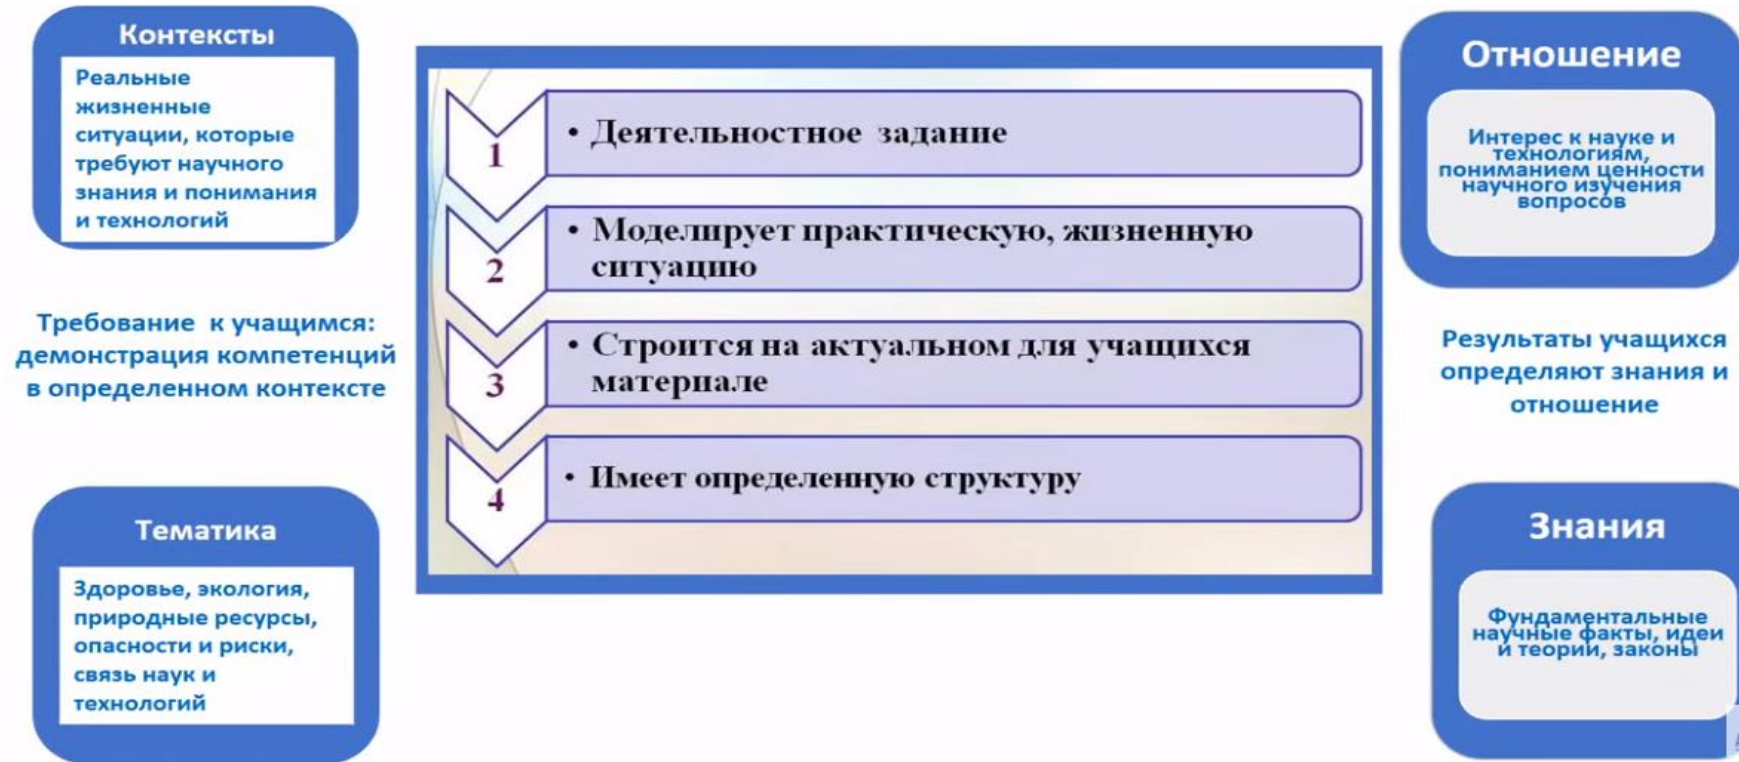 Контексты
Реальные
жизненные
ситуации, которые
требуют научного
знания и понимания
и технологий
Требование к учащимся:
демонстрация компетенций
в определенном контексте
Тематика
Здоровье, экология,
природные ресурсы,
опасности и риски,
связь наук и
технологий
1
• Деятельностное задание
2
• Моделирует практическую, жизненную
ситуацию
3
• Строится на актуальном для учащихся
материале
4
• Имеет определенную структуру
Отношение
Интерес к науке и
технологиям,
пониманием ценности
научного изучения
вопросов
Результаты учащихся
определяют знания и
отношение
Знания
Фундаментальные
научные факты, идеи
и теории, законы